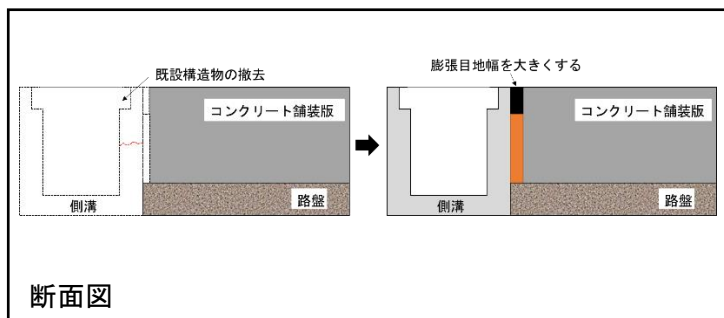 既設構造物の撤去
コンクリート舗装版
側溝
路盤
膨張目地幅を大きくする
コンクリート舗装版
側溝
路盤
断面図